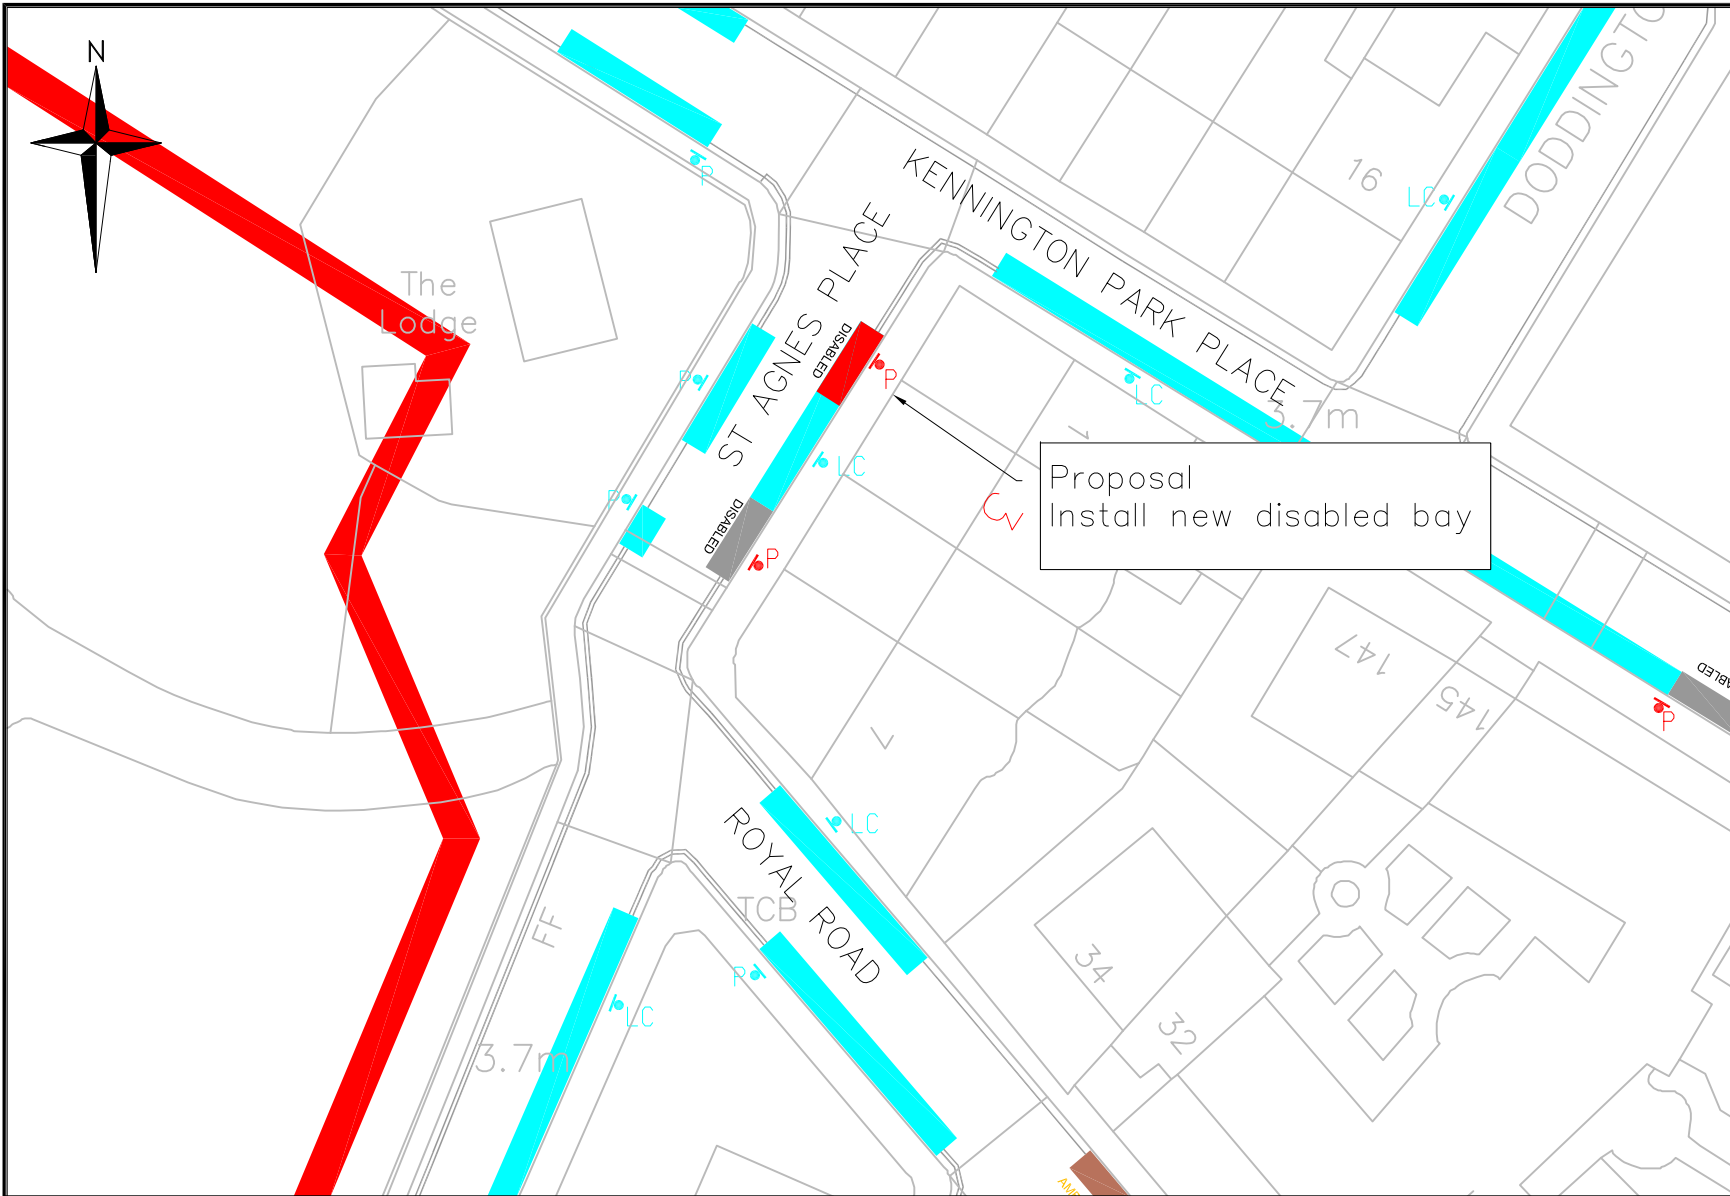 N
P
KENNINGTON PARK PLACE
16
LC
The
Lodge
ST AGNES PLACE
DISABLED
P
P
LC
3.7m
LC
P
DISABLED
P
Proposal
Install new disabled bay
147
145
P
7
ROYAL ROAD
LC
TCB
FF
P
LC
3.7m
34
32